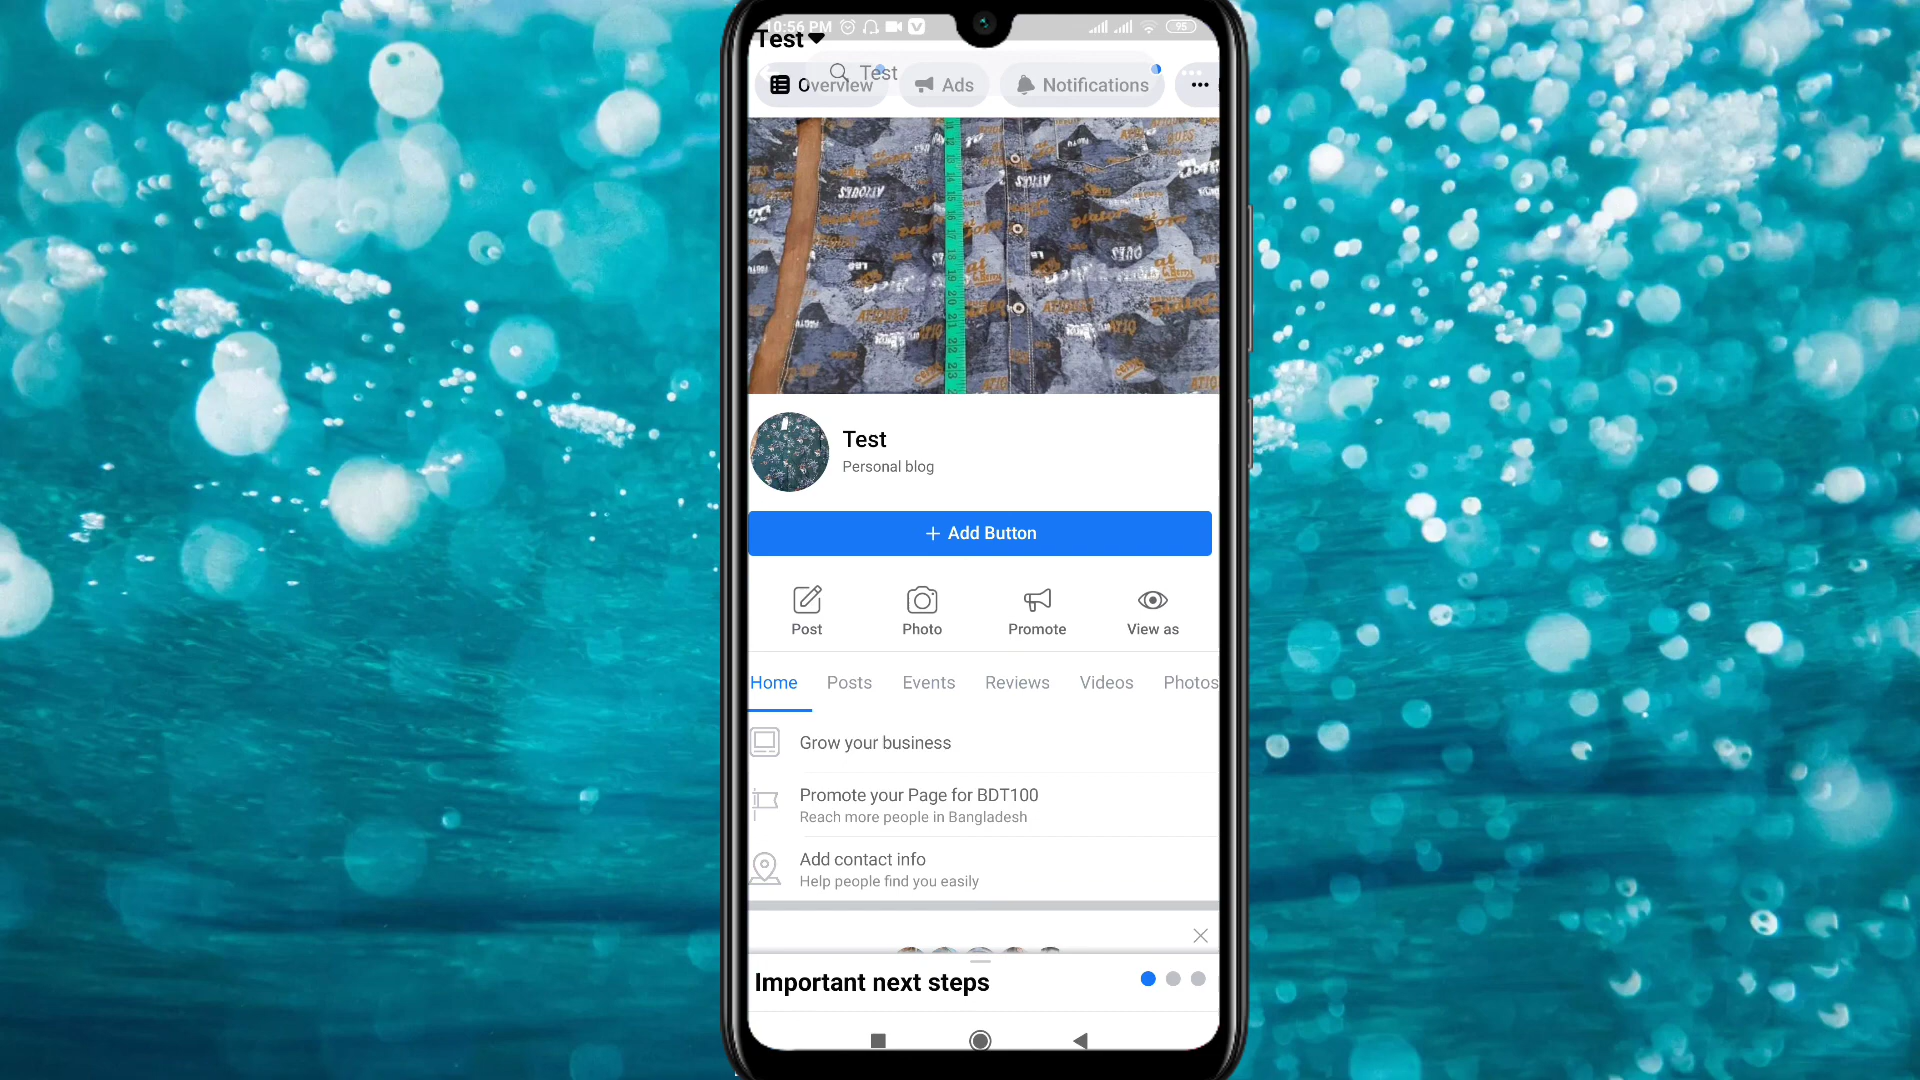 10:56 PM
95
Test
Test
Overview
Ads
Notifications
ATIQUES
Test
Personal blog
+ Add Button
Post
Photo
Promote
View as
Home
Posts
Events
Reviews
Videos
Photos
Grow your business
Promote your Page for BDT100
Reach more people in Bangladesh
Add contact info
Help people find you easily
Important next steps